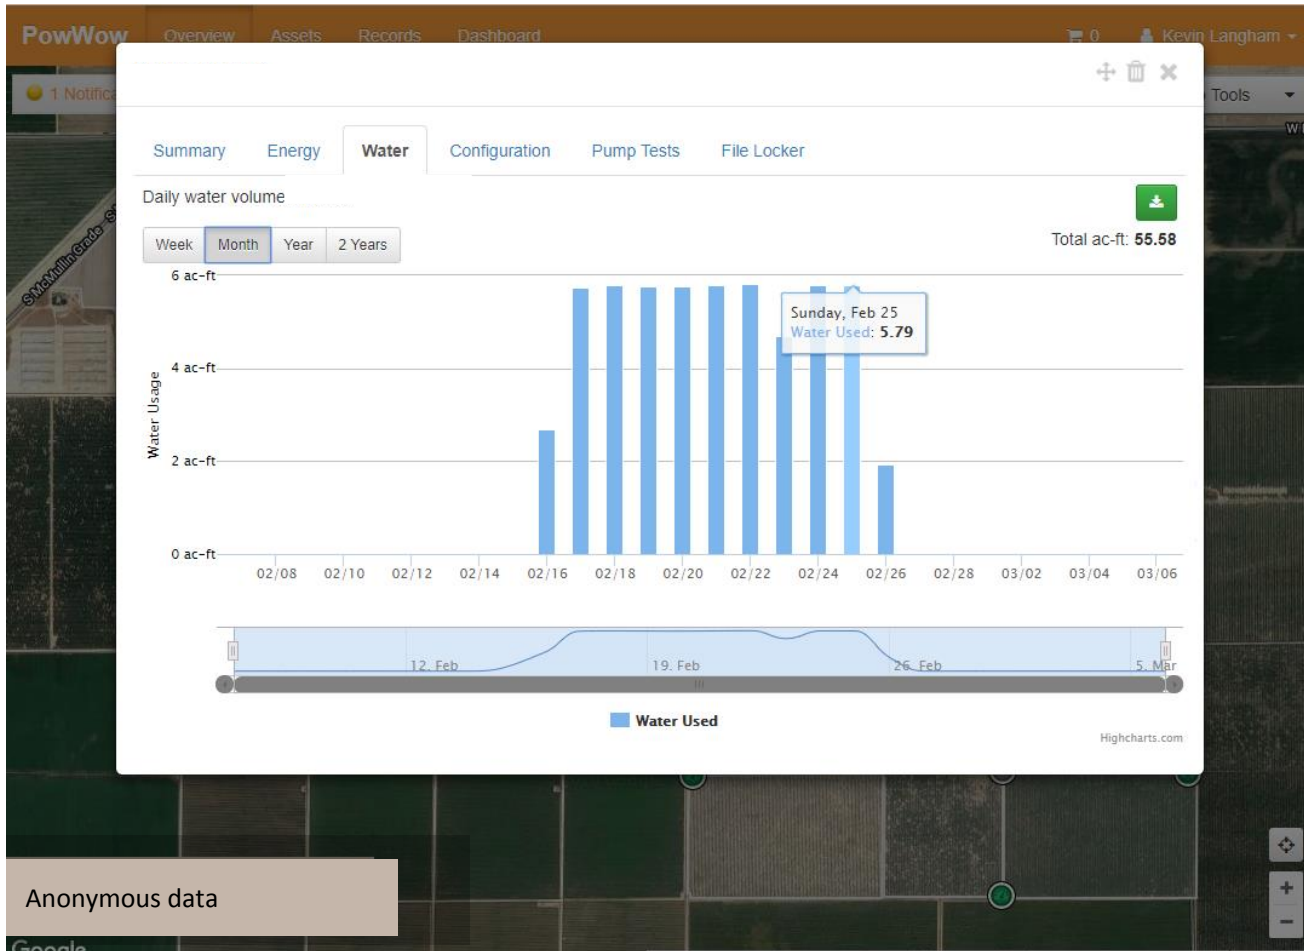 PowWow Overview Assets Records Dashboard 0 Kevin Langham
1 Notifica
Tools
Summary Energy Water Configuration Pump Tests File Locker
Daily water volume
Week Month Year 2 Years
Total ac-ft: 55.58
S McMullin Grade
6 ac-ft
4 ac-ft
2 ac-ft
0 ac-ft
Water Usage
Sunday, Feb 25
Water Used: 5.79
02/08 02/10 02/12 02/14 02/16 02/18 02/20 02/22 02/24 02/26 02/28 03/02 03/04 03/06
12. Feb 19. Feb 26. Feb 5. Mar
Water Used
Highcharts.com
Anonymous data
Google